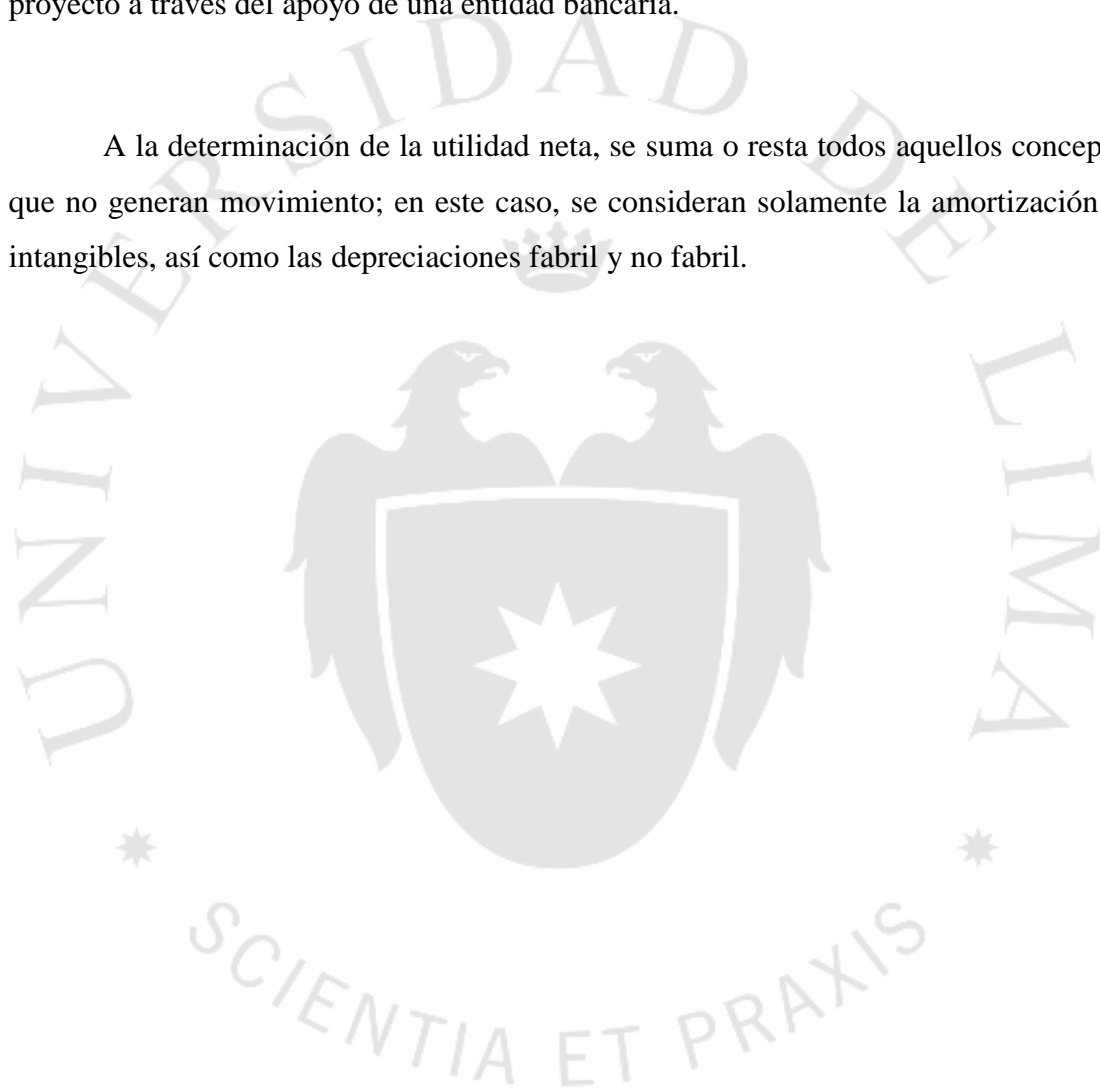 proyecto a través del apoyo de una entidad bancaria.
A la determinación de la utilidad neta, se suma o resta todos aquellos concep
que no generan movimiento; en este caso, se consideran solamente la amortización
intangibles, así como las depreciaciones fabril y no fabril.
UNIVERSIDAD DE LIMA
SCIENTIA ET PRAXIS